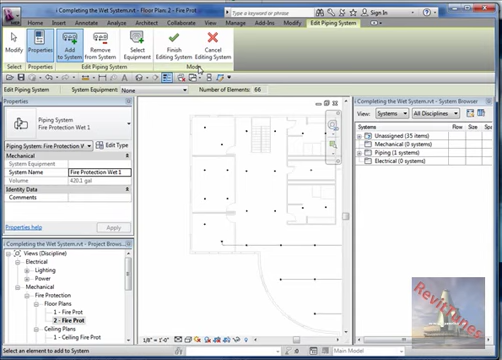 Completing the Wet System.rvt - Floor Plan: 2 - Fire Prot
Type a keyword or phrase
Sign In
Home Insert Annotate Analyze Architect Collaborate View Manage Add-Ins Modify Edit Piping System
Modify Properties Add to System Remove from System Select Equipment Finish Editing System Cancel Editing System
Select Properties Edit Piping System Mode
Edit Piping System System Equipment None Number of Elements: 66
Properties
Piping System
Fire Protection Wet 1
Piping System: Fire Protection W Edit Type
Mechanical
System Equipment
System Name Fire Protection Wet 1
Volume 420.1 gal
Identity Data
Comments
Properties help Apply
Completing the Wet System.rvt - Project Brows...
Views (Discipline)
Electrical
Lighting
Power
Mechanical
Fire Protection
Floor Plans
1 - Fire Prot
2 - Fire Prot
Ceiling Plans
1 - Ceiling Fire Prot
1/8" = 1'-0"
Completing the Wet System.rvt - System Browser
View: Systems All Disciplines
Systems Flow Size
Unassigned (35 items)
Mechanical (0 systems)
Piping (1 systems)
Electrical (0 systems)
RevitTunes
Select an element to add to System :0 Main Model